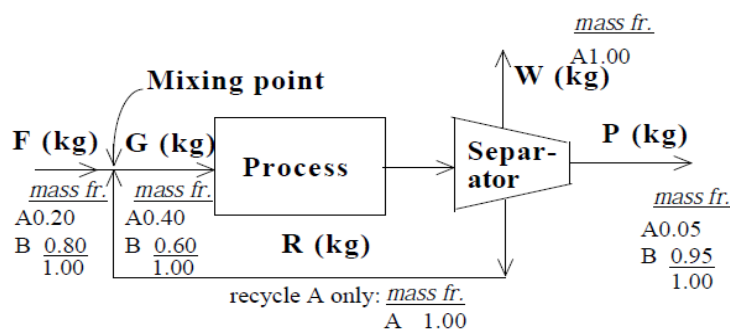 mass fr.
A1.00
W (kg)
Mixing point
F (kg)
G (kg)
Process
Separ-
ator
P (kg)
mass fr.
A0.20
B 0.80
1.00
mass fr.
A0.40
B 0.60
1.00
R (kg)
mass fr.
A0.05
B 0.95
1.00
recycle A only: mass fr.
A 1.00